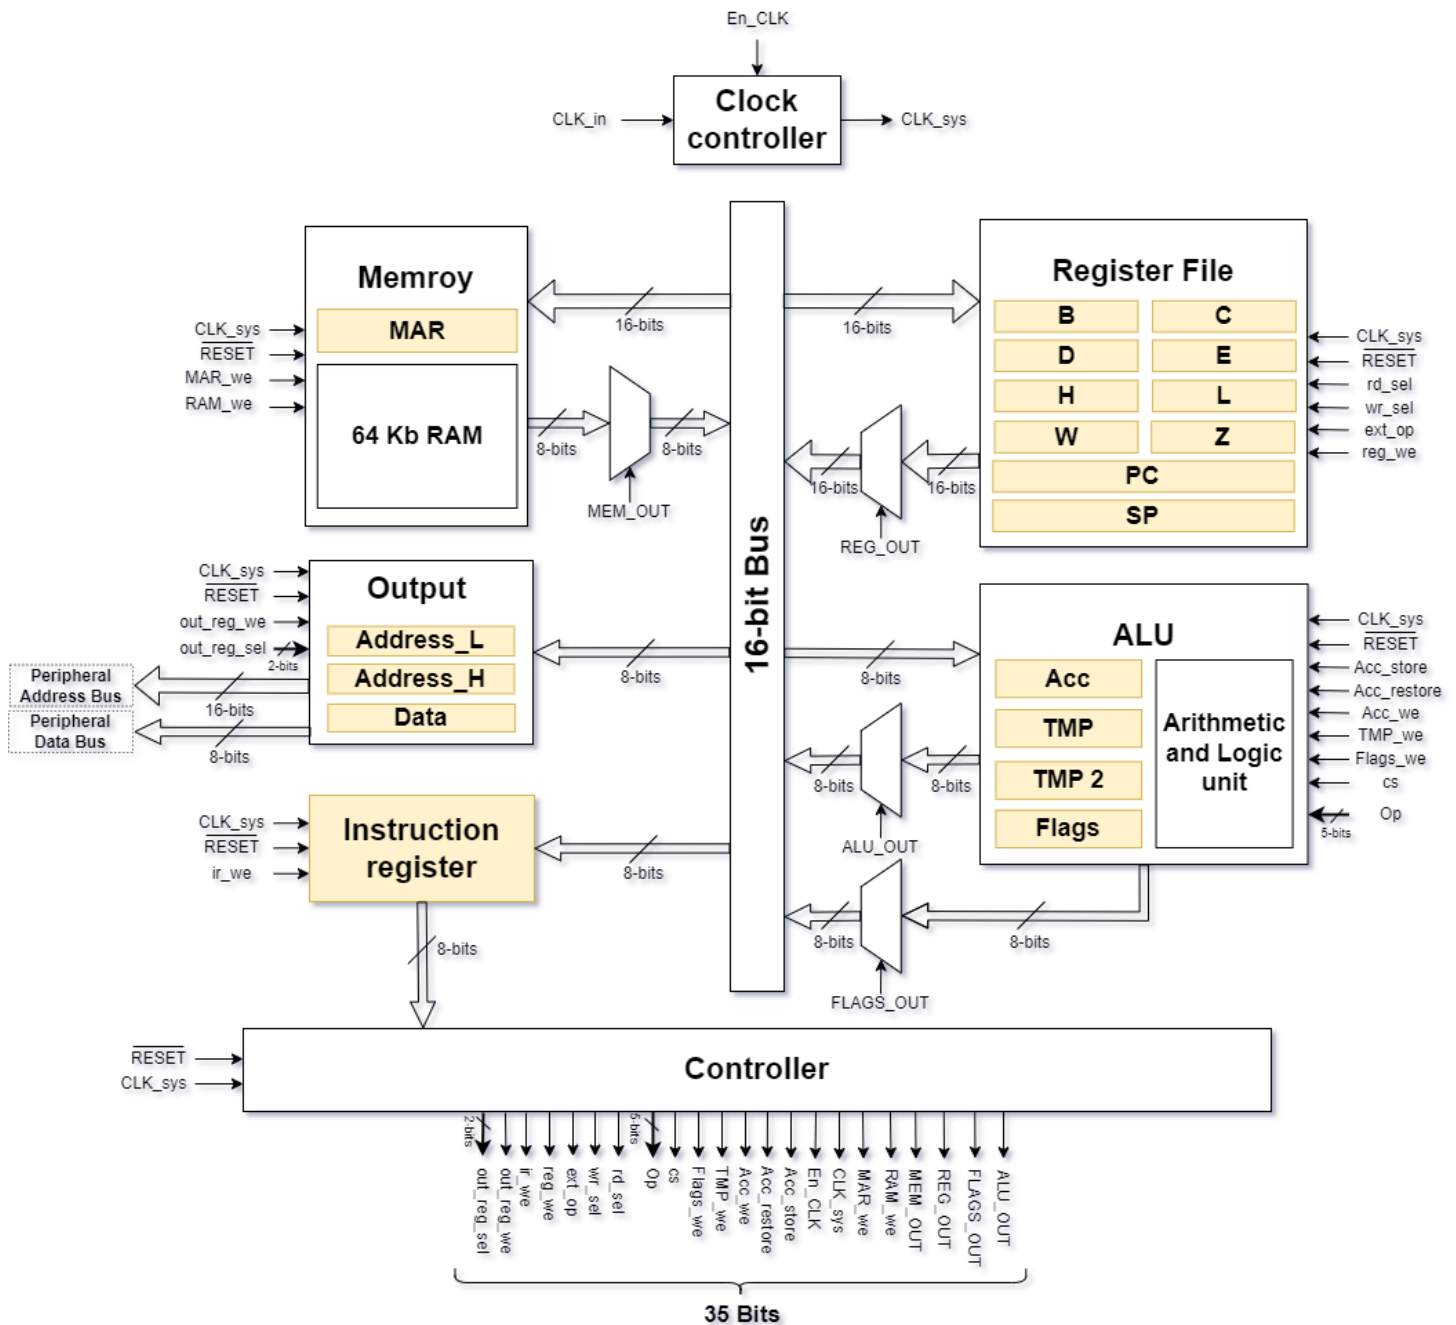 En_CLK
Clock
controller
CLK_in
CLK_sys
Memroy
MAR
64 Kb RAM
CLK_sys
RESET
MAR_we
RAM_we
16-bits
8-bits
8-bits
MEM_OUT
16-bit Bus
16-bits
Register File
B
C
D
E
H
L
W
Z
PC
SP
CLK_sys
RESET
rd_sel
wr_sel
ext_op
reg_we
16-bits
16-bits
REG_OUT
Output
Address_L
Address_H
Data
CLK_sys
RESET
out_reg_we
out_reg_sel
2-bits
Peripheral
Address Bus
16-bits
Peripheral
Data Bus
8-bits
8-bits
8-bits
ALU
Acc
TMP
TMP 2
Flags
Arithmetic
and Logic
unit
CLK_sys
RESET
Acc_store
Acc_restore
Acc_we
TMP_we
Flags_we
cs
Op
5-bits
8-bits
8-bits
ALU_OUT
Instruction
register
CLK_sys
RESET
ir_we
8-bits
8-bits
8-bits
8-bits
FLAGS_OUT
Controller
RESET
CLK_sys
2-bits
5-bits
out_reg_sel
out_reg_we
ir_we
reg_we
ext_op
wr_sel
rd_sel
Op
cs
Flags_we
TMP_we
Acc_we
Acc_restore
Acc_store
En_CLK
CLK_sys
MAR_we
RAM_we
MEM_OUT
REG_OUT
FLAGS_OUT
ALU_OUT
35 Bits